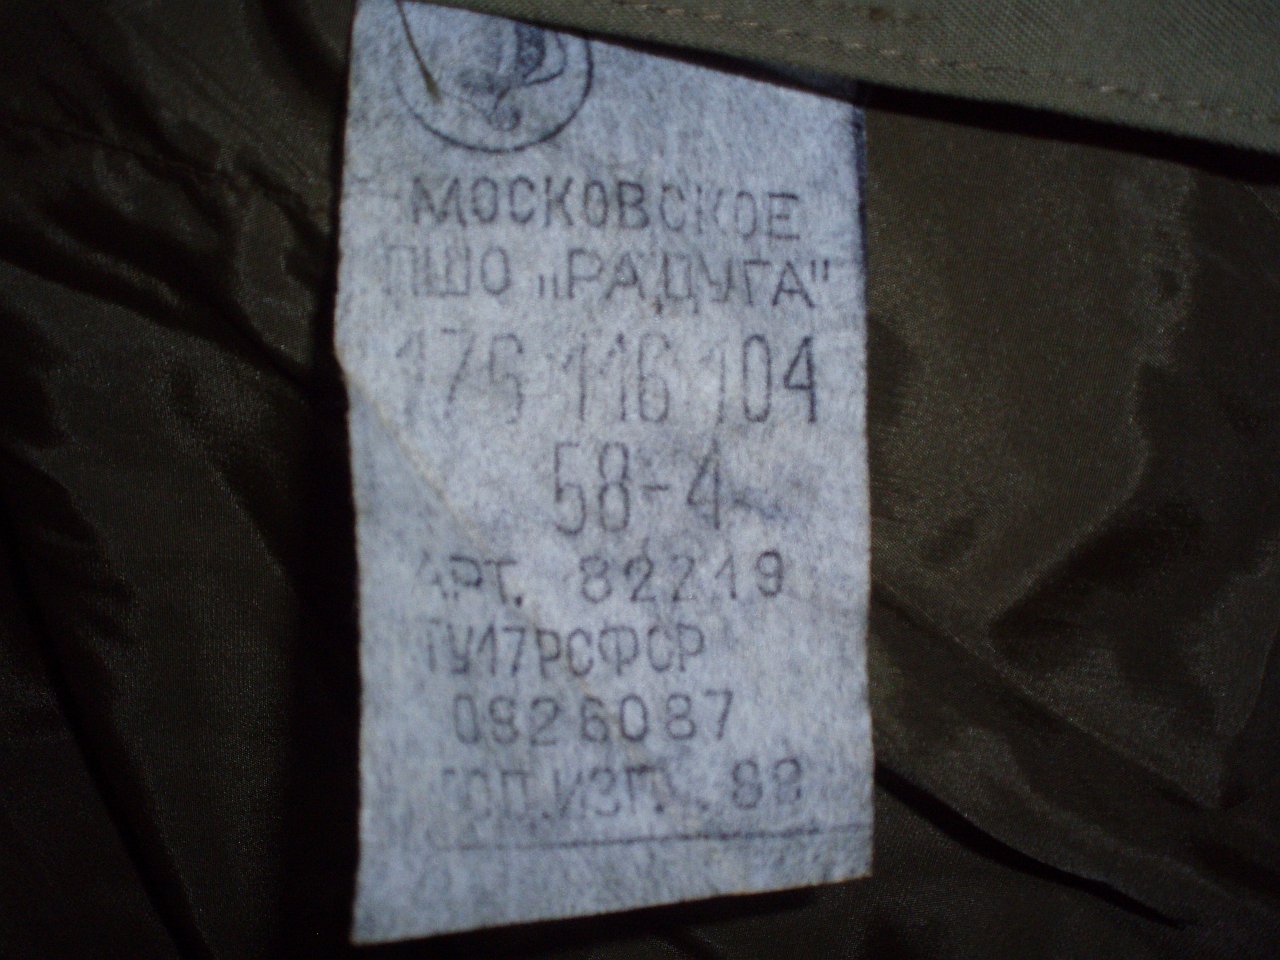 МОСКОВСКОЕ
ПШО „РАДУГА"
176 116 104
58-4
АРТ. 82219
ТУ17РСФСР
0926087